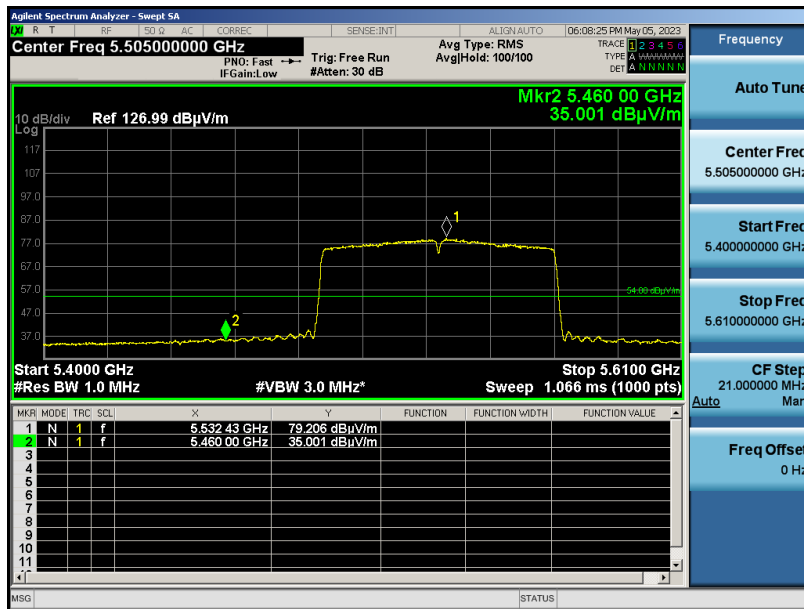 Agilent Spectrum Analyzer - Swept SA
LXI R T RF 50 Ω AC CORREC SENSE:INT ALIGN AUTO 06:08:25 PM May 05, 2023
Center Freq 5.505000000 GHz
PNO: Fast
IFGain:Low
Trig: Free Run
#Atten: 30 dB
Avg Type: RMS
Avg|Hold: 100/100
TRACE 1 2 3 4 5 6
TYPE A WWWWW
DET A N N N N N
Mkr2 5.460 00 GHz
35.001 dBµV/m
10 dB/div Ref 126.99 dBµV/m
Log
117
107
97.0
87.0
77.0
67.0
57.0
47.0
37.0
1
2
54.00 dBµV/m
Start 5.4000 GHz Stop 5.6100 GHz
#Res BW 1.0 MHz #VBW 3.0 MHz* Sweep 1.066 ms (1000 pts)
MKR MODE TRC SCL X Y FUNCTION FUNCTION WIDTH FUNCTION VALUE
1 N 1 f 5.532 43 GHz 79.206 dBµV/m
2 N 1 f 5.460 00 GHz 35.001 dBµV/m
3
4
5
6
7
8
9
10
11
MSG STATUS
Frequency
Auto Tune
Center Freq
5.505000000 GHz
Start Freq
5.400000000 GHz
Stop Freq
5.610000000 GHz
CF Step
21.000000 MHz
Auto Man
Freq Offset
0 Hz